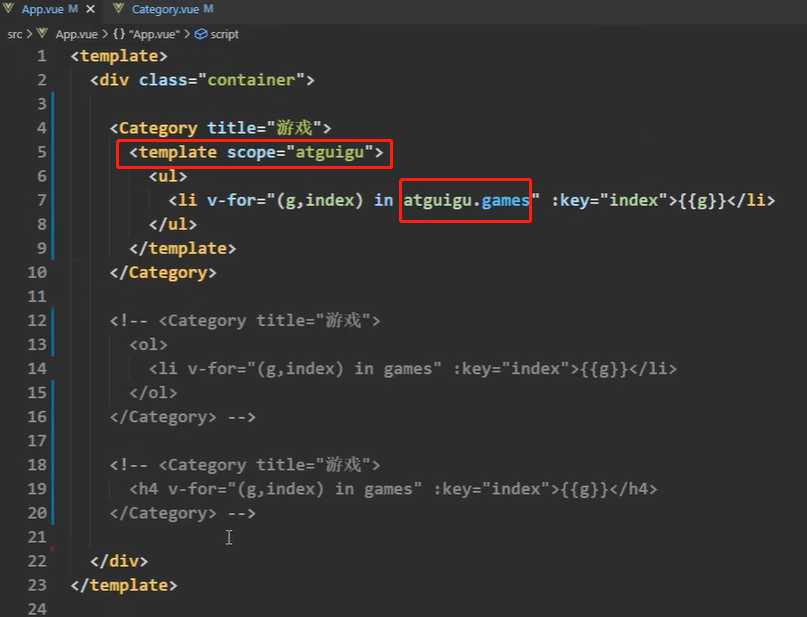 App.vue M × Category.vue M
src > App.vue > {} "App.vue" > script
1 <template>
2 <div class="container">
3
4 <Category title="游戏">
5 <template scope="atguigu">
6 <ul>
7 <li v-for="(g,index) in atguigu.games" :key="index">{{g}}</li>
8 </ul>
9 </template>
10 </Category>
11
12 <!-- <Category title="游戏">
13 <ol>
14 <li v-for="(g,index) in games" :key="index">{{g}}</li>
15 </ol>
16 </Category> -->
17
18 <!-- <Category title="游戏">
19 <h4 v-for="(g,index) in games" :key="index">{{g}}</h4>
20 </Category> -->
21
22 </div>
23 </template>
24